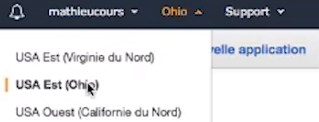 mathieucours Ohio Support
velle application
USA Est (Virginie du Nord)
USA Est (Ohio)
USA Ouest (Californie du Nord)